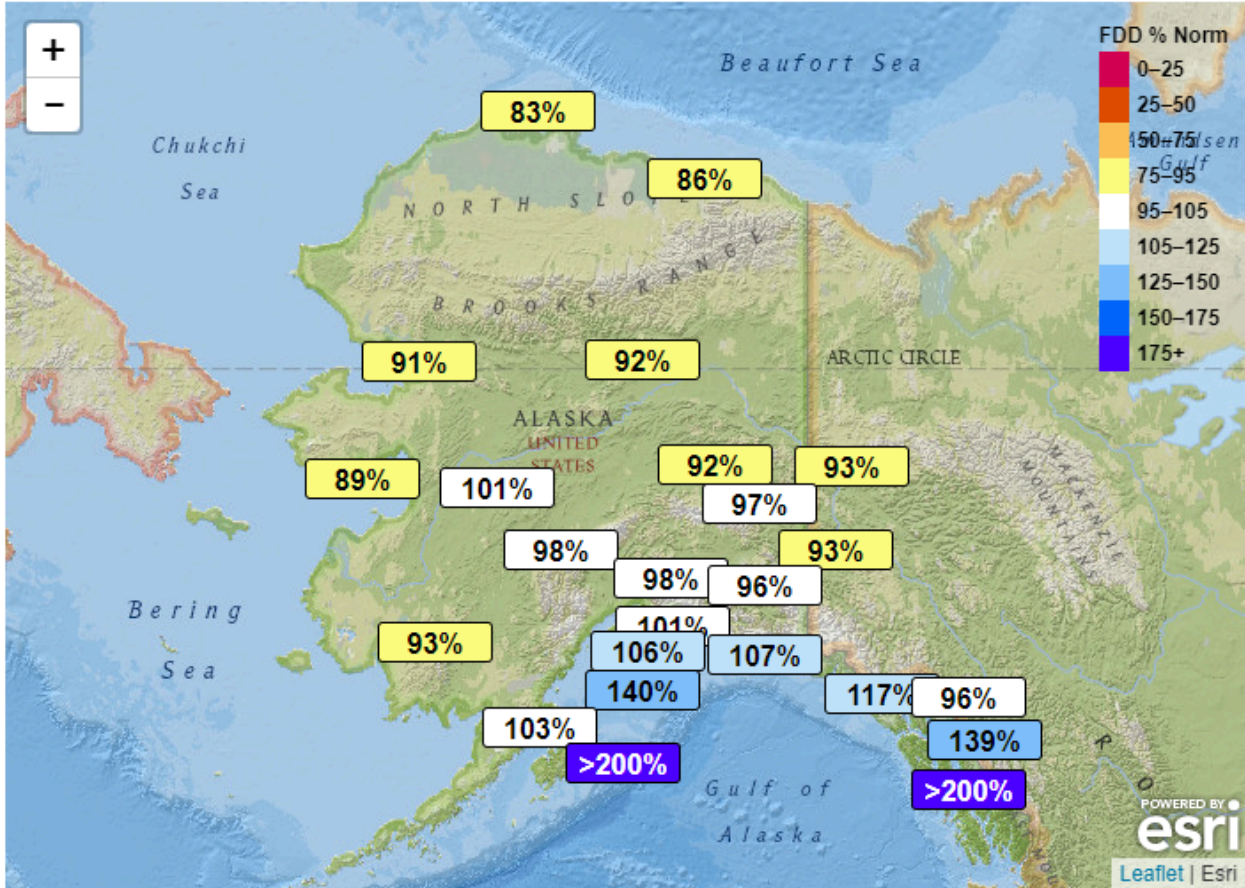 +
−
Beaufort Sea
FDD % Norm
0–25
25–50
50–75
75–95
95–105
105–125
125–150
150–175
175+
Gulf
Chukchi
Sea
83%
86%
NORTH SLOPE
BROOKS RANGE
91%
92%
ARCTIC CIRCLE
ALASKA
UNITED
STATES
MACKENZIE
MOUNTAINS
89%
101%
92%
93%
97%
98%
93%
98%
96%
Bering
Sea
93%
101%
106%
107%
140%
117%
96%
103%
139%
>200%
>200%
Gulf of
Alaska
R O
POWERED BY
esri
Leaflet | Esri